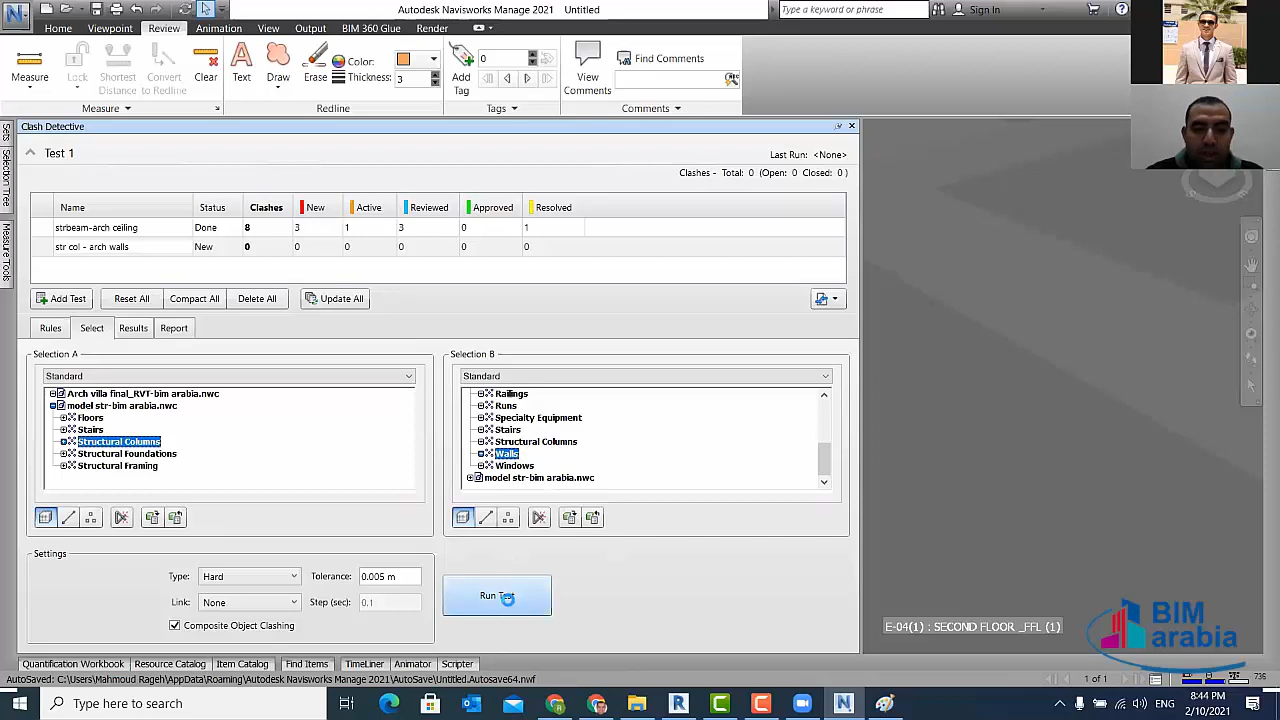 Autodesk Navisworks Manage 2021 Untitled
Type a keyword or phrase
Sign In
Home Viewpoint Review Animation View Output BIM 360 Glue Render
Measure
Lock
Shortest Distance
Convert to Redline
Clear
Text
Draw
Erase
Color:
Thickness: 3
Add Tag
0
View Comments
Find Comments
Measure Redline Tags Comments
Clash Detective
Sets
Selection Tree
Measure Tools
Test 1
Last Run: <None>
Clashes - Total: 0 (Open: 0 Closed: 0 )
Name Status Clashes New Active Reviewed Approved Resolved
strbeam-arch ceiling Done 8 3 1 3 0 1
str col - arch walls New 0 0 0 0 0 0
Add Test Reset All Compact All Delete All Update All
Rules Select Results Report
Selection A
Standard
Arch villa final_RVT-bim arabia.nwc
model str-bim arabia.nwc
Floors
Stairs
Structural Columns
Structural Foundations
Structural Framing
Selection B
Standard
Railings
Runs
Specialty Equipment
Stairs
Structural Columns
Walls
Windows
model str-bim arabia.nwc
Settings
Type: Hard Tolerance: 0.005 m
Link: None Step (sec): 0.1
Composite Object Clashing
Run Test
E-04(1) : SECOND FLOOR _FFL (1)
BIM
arabia
Quantification Workbook Resource Catalog Item Catalog Find Items TimeLiner Animator Scripter
AutoSaved: C:\Users\Mahmoud Rageh\AppData\Roaming\Autodesk Navisworks Manage 2021\AutoSave\Untitled.Autosave64.nwf
1 of 1
736
Type here to search
ENG
8:44 PM
2/10/2021